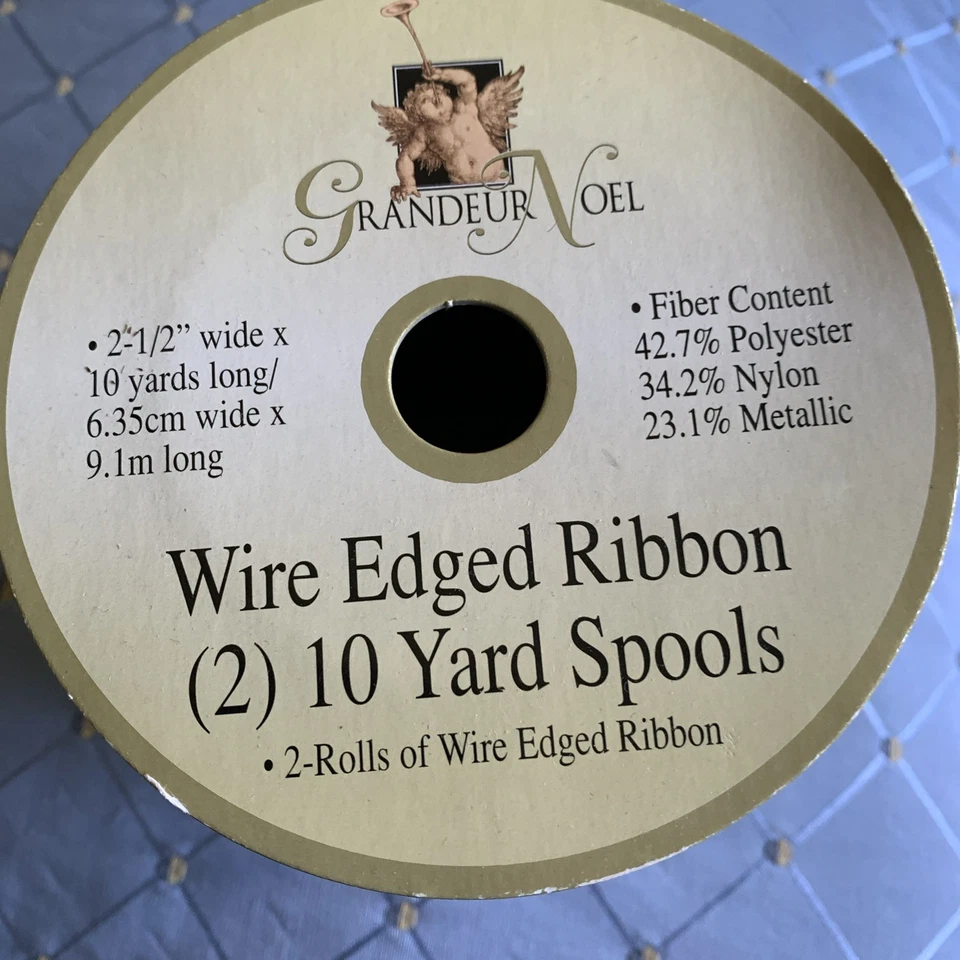 GRANDEUR NOEL
• 2-1/2” wide x
10 yards long/
6.35cm wide x
9.1m long
• Fiber Content
42.7% Polyester
34.2% Nylon
23.1% Metallic
Wire Edged Ribbon
(2) 10 Yard Spools
• 2-Rolls of Wire Edged Ribbon